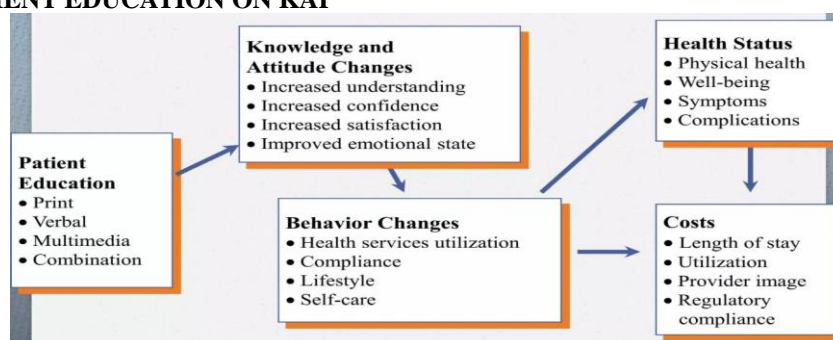 EDUCATION ON KAP
Patient
Education
• Print
• Verbal
• Multimedia
• Combination
Knowledge and
Attitude Changes
• Increased understanding
• Increased confidence
• Increased satisfaction
• Improved emotional state
Behavior Changes
• Health services utilization
• Compliance
• Lifestyle
• Self-care
Health Status
• Physical health
• Well-being
• Symptoms
• Complications
Costs
• Length of stay
• Utilization
• Provider image
• Regulatory
compliance